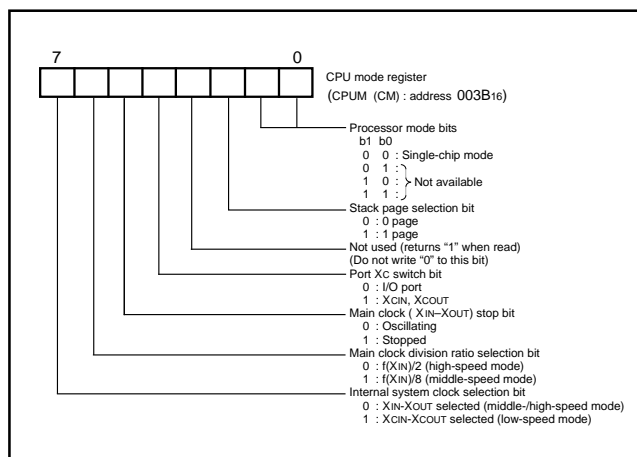 7 0
CPU mode register
(CPUM (CM) : address 003B16)
Processor mode bits
b1 b0
0 0 : Single-chip mode
0 1 :
1 0 : Not available
1 1 :
Stack page selection bit
0 : 0 page
1 : 1 page
Not used (returns “1” when read)
(Do not write “0” to this bit)
Port XC switch bit
0 : I/O port
1 : XCIN, XCOUT
Main clock ( XIN–XOUT) stop bit
0 : Oscillating
1 : Stopped
Main clock division ratio selection bit
0 : f(XIN)/2 (high-speed mode)
1 : f(XIN)/8 (middle-speed mode)
Internal system clock selection bit
0 : XIN-XOUT selected (middle-/high-speed mode)
1 : XCIN-XCOUT selected (low-speed mode)